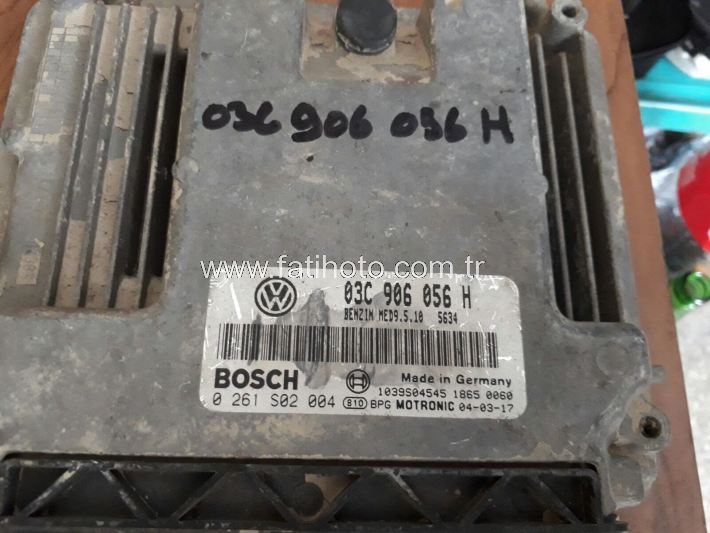 03C 906 056 H
www.fatihoto.com.tr
03C 906 056 H
BENZIN MED9.5.10 5634
BOSCH
Made in Germany
1039S04545 1865 0060
0 261 S02 004 810 BPG MOTRONIC 04-03-17